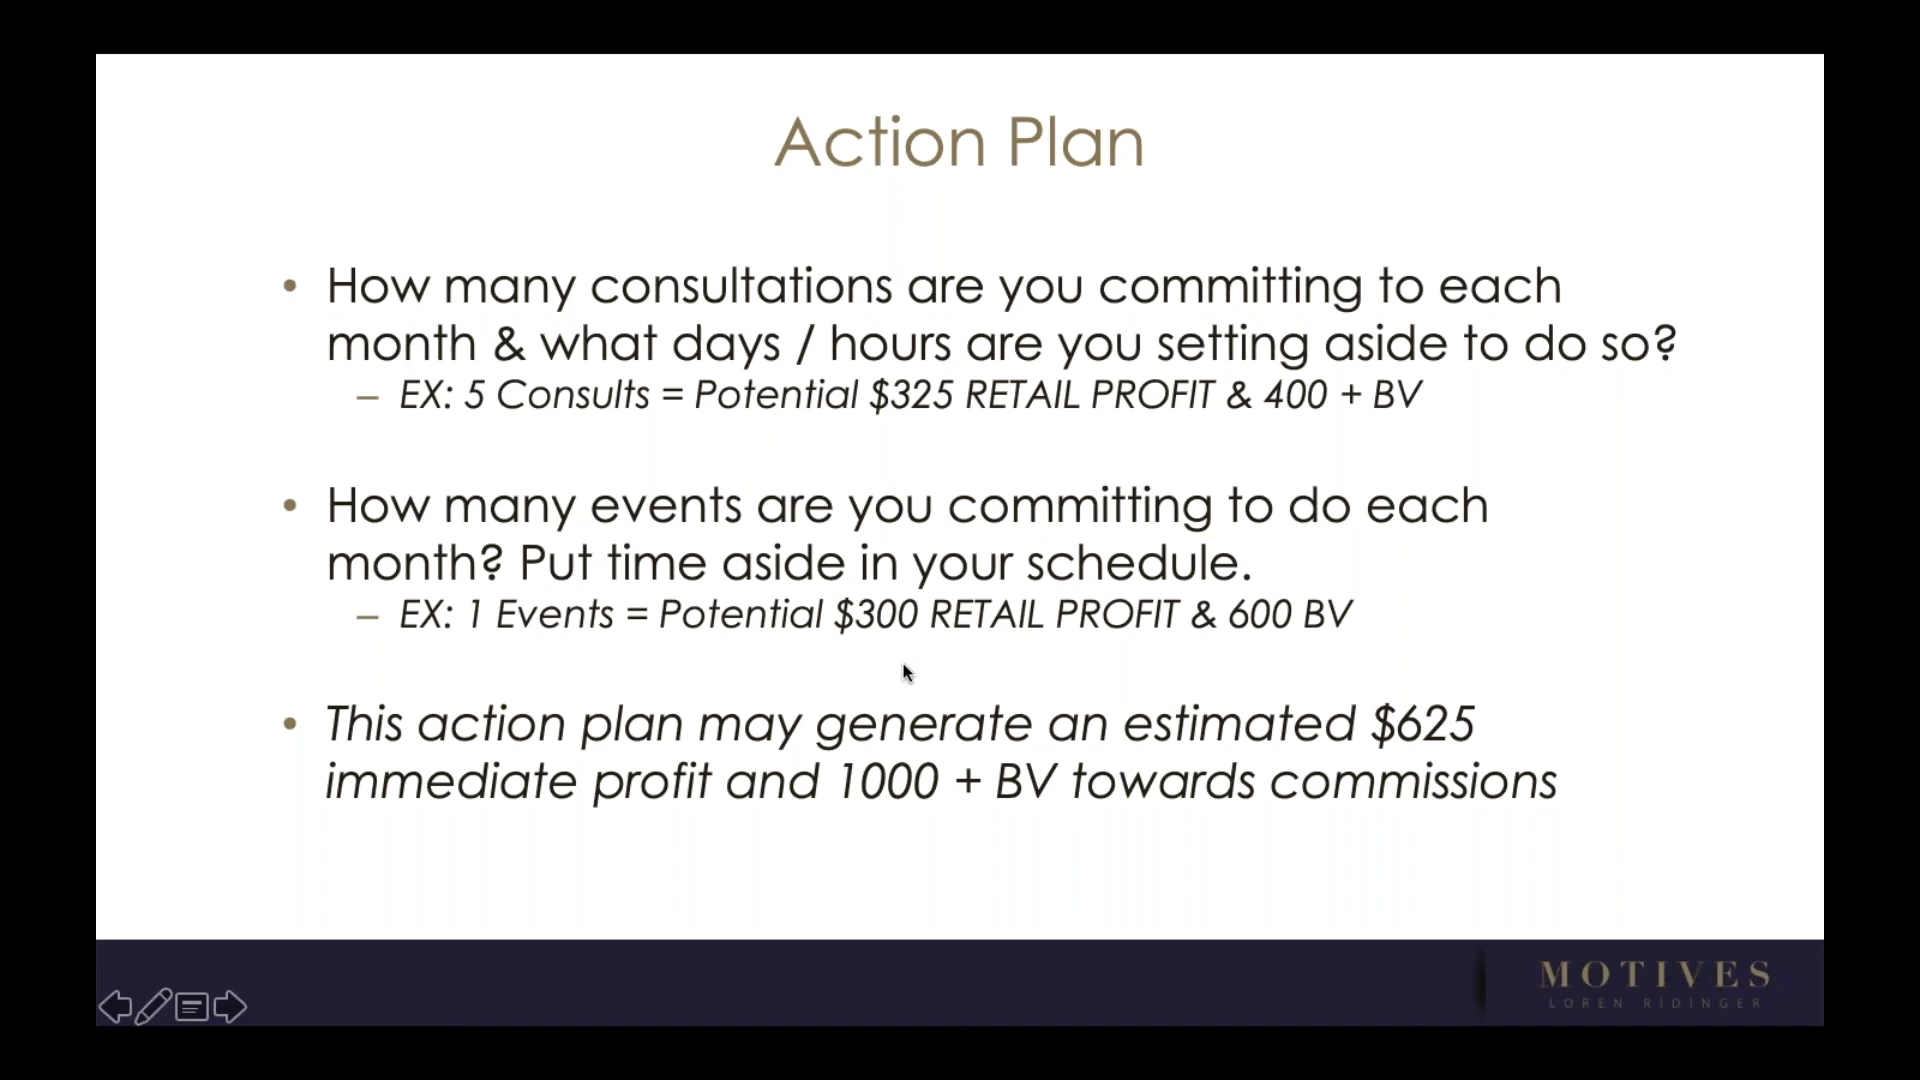 Action Plan
• How many consultations are you committing to each
month & what days / hours are you setting aside to do so?
– EX: 5 Consults = Potential $325 RETAIL PROFIT & 400 + BV
• How many events are you committing to do each
month? Put time aside in your schedule.
– EX: 1 Events = Potential $300 RETAIL PROFIT & 600 BV
• This action plan may generate an estimated $625
immediate profit and 1000 + BV towards commissions
MOTIVES
LOREN RIDINGER